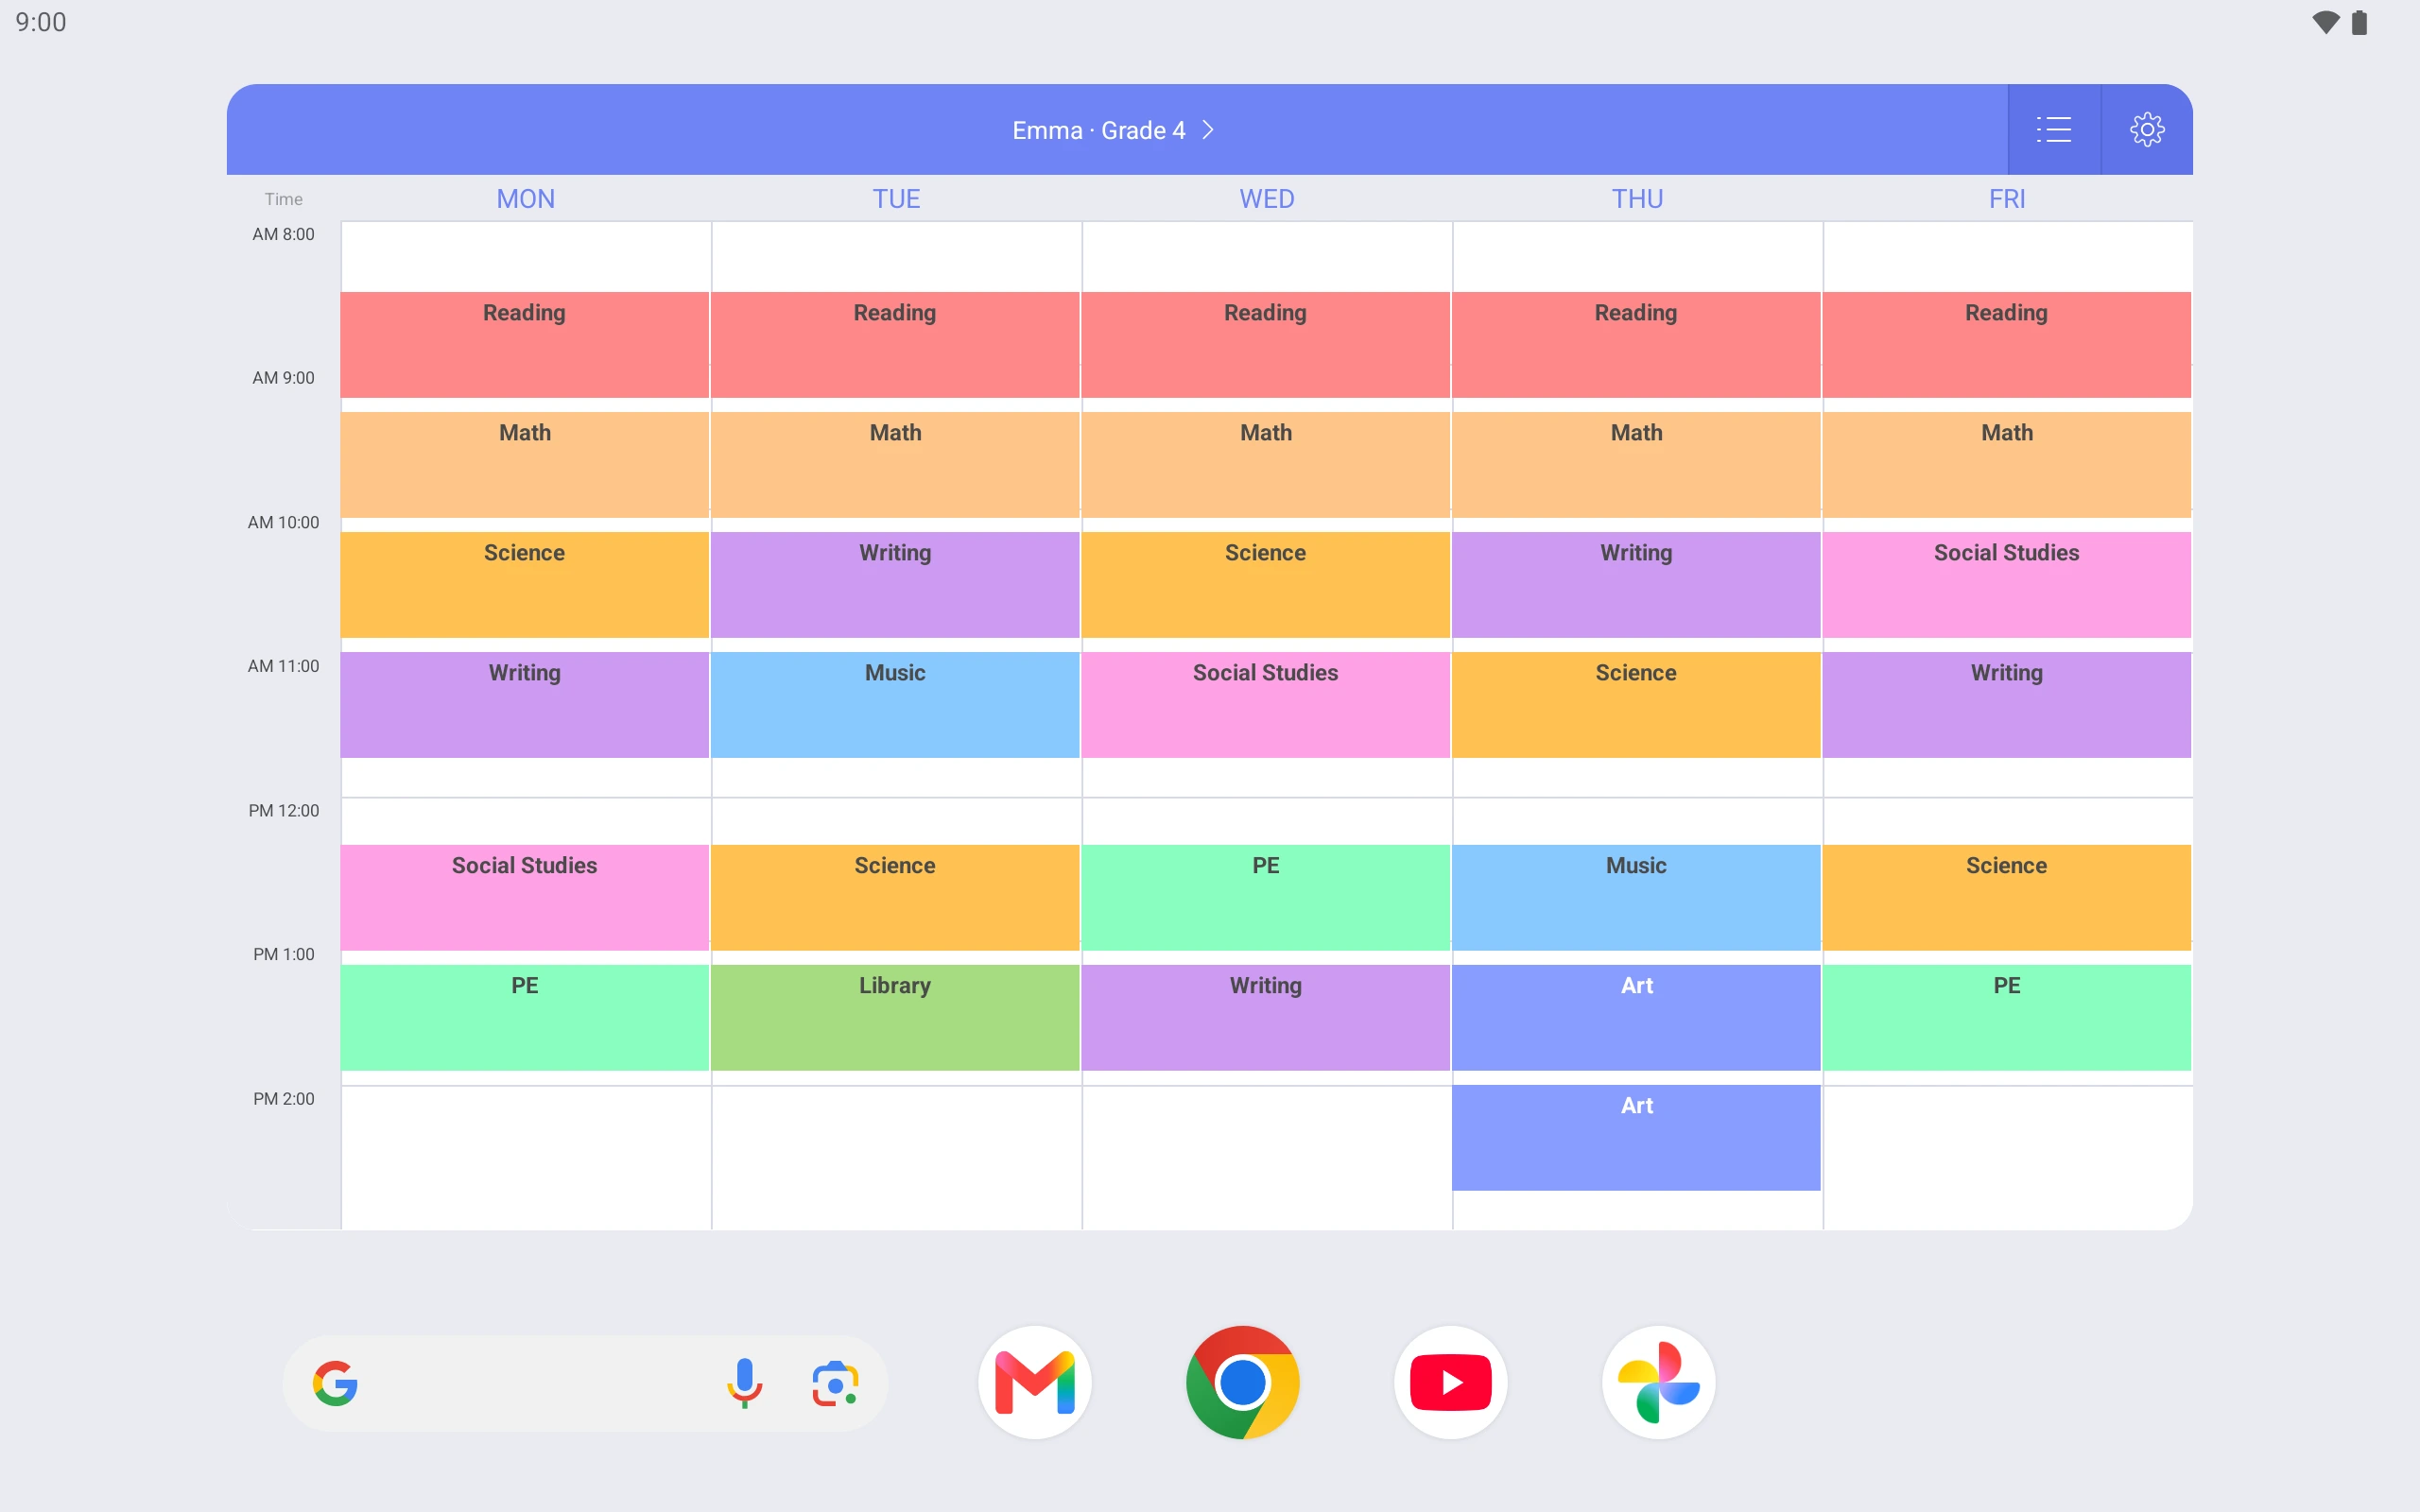 9:00
Emma · Grade 4
Time MON TUE WED THU FRI
AM 8:00
Reading Reading Reading Reading Reading
AM 9:00
Math Math Math Math Math
AM 10:00
Science Writing Science Writing Social Studies
AM 11:00
Writing Music Social Studies Science Writing
PM 12:00
Social Studies Science PE Music Science
PM 1:00
PE Library Writing Art PE
PM 2:00
Art